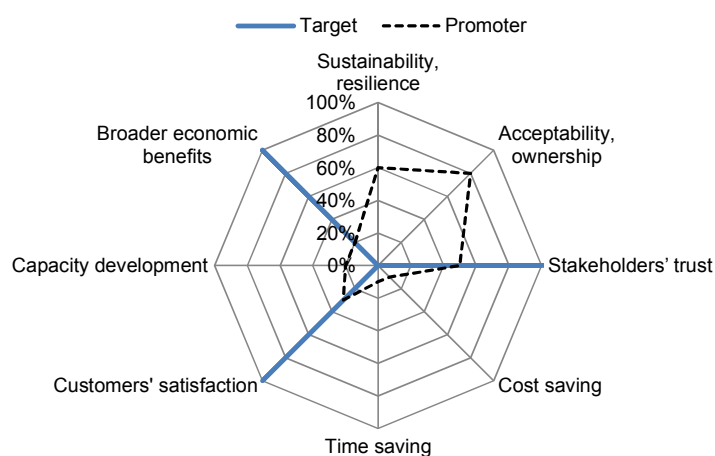 Target Promoter
Sustainability,
resilience
100%
80%
60%
40%
20%
0%
Acceptability,
ownership
Stakeholders’ trust
Cost saving
Time saving
Customers' satisfaction
Capacity development
Broader economic
benefits